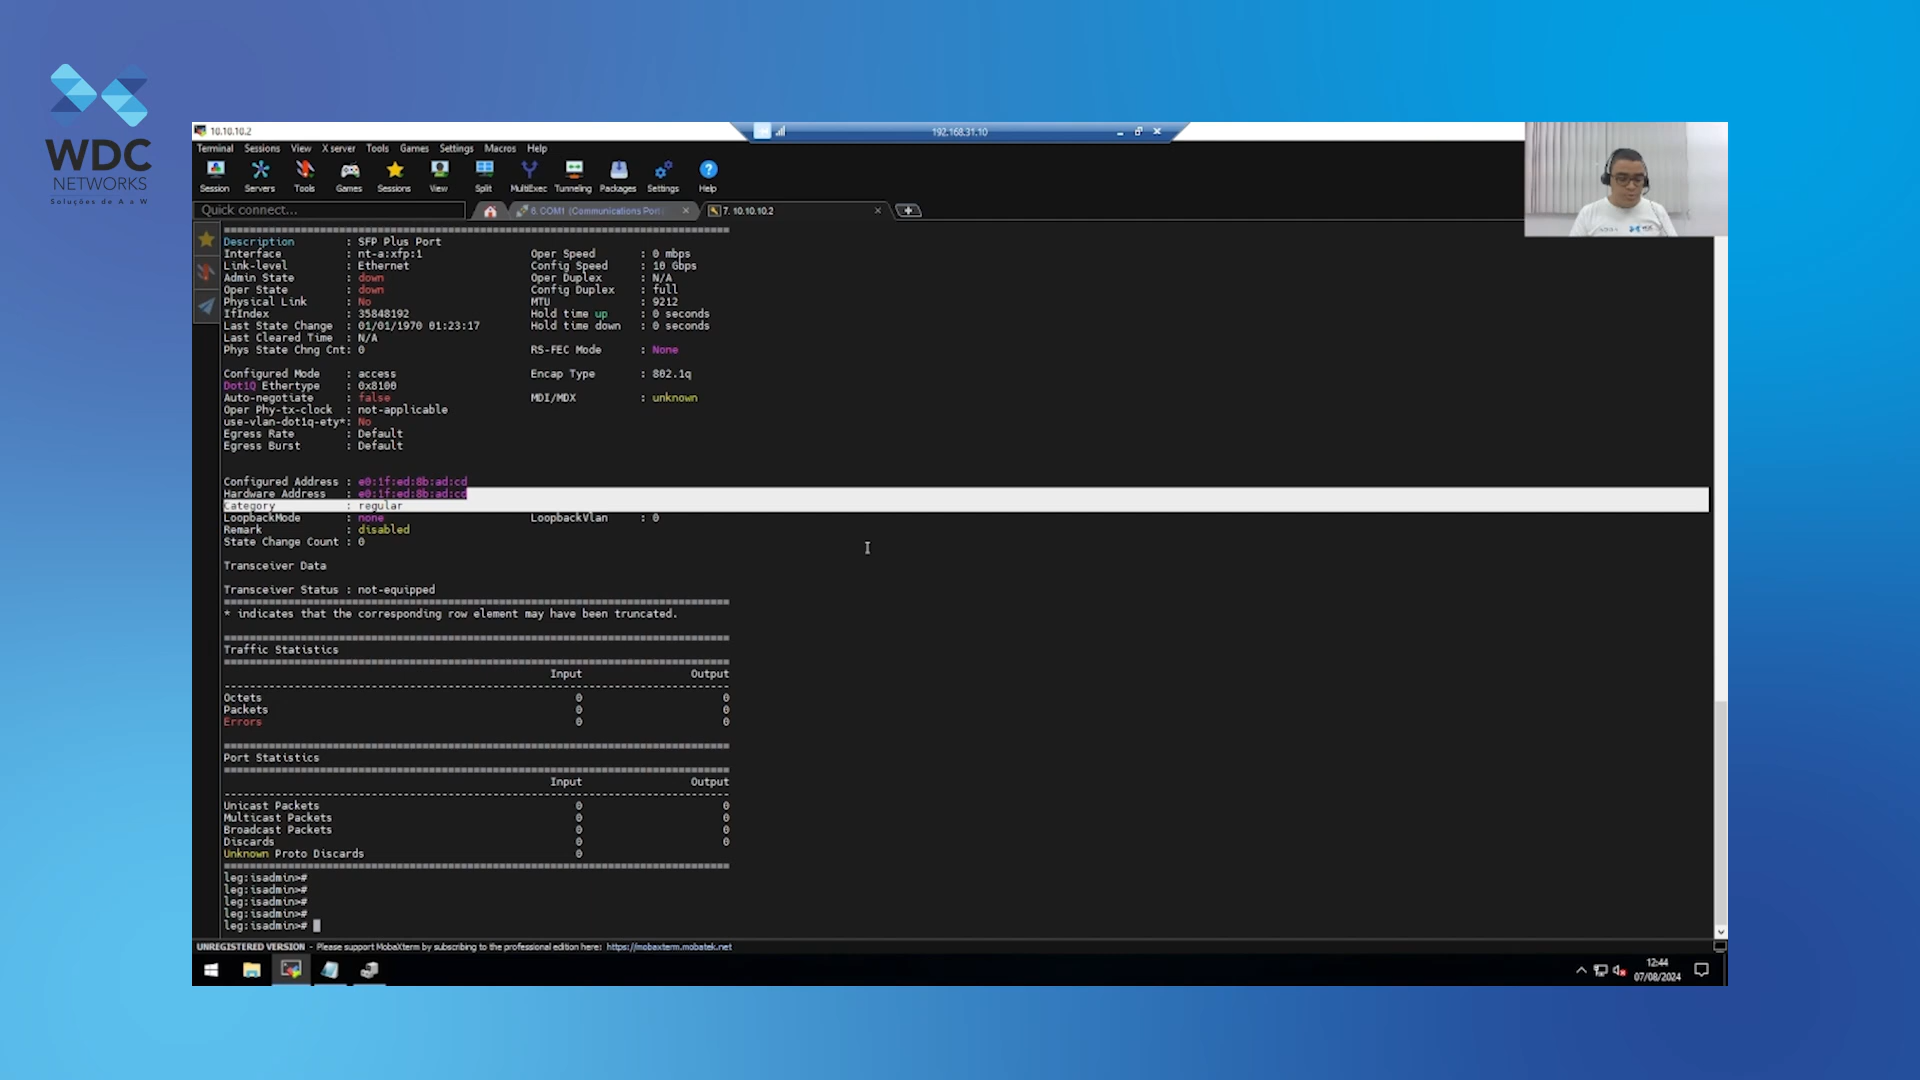 WDC
NETWORKS
Soluções de A a W
10.10.10.2
192.168.31.10
Terminal Sessions View X server Tools Games Settings Macros Help
Session Servers Tools Games Sessions View Split MultiExec Tunneling Packages Settings Help
Quick connect...
6. COM1 (Communications Port
7. 10.10.10.2
Description : SFP Plus Port
Interface : nt-a:xfp:1 Oper Speed : 0 mbps
Link-level : Ethernet Config Speed : 10 Gbps
Admin State : down Oper Duplex : N/A
Oper State : down Config Duplex : full
Physical Link : No MTU : 9212
IfIndex : 35848192 Hold time up : 0 seconds
Last State Change : 01/01/1970 01:23:17 Hold time down : 0 seconds
Last Cleared Time : N/A
Phys State Chng Cnt: 0 RS-FEC Mode : None
Configured Mode : access Encap Type : 802.1q
Dot1Q Ethertype : 0x8100
Auto-negotiate : false MDI/MDX : unknown
Oper Phy-tx-clock : not-applicable
use-vlan-dot1q-ety*: No
Egress Rate : Default
Egress Burst : Default
Configured Address : e0:1f:ed:8b:ad:cd
Hardware Address : e0:1f:ed:8b:ad:cd
Category : regular
LoopbackMode : none LoopbackVlan : 0
Remark : disabled
State Change Count : 0
Transceiver Data
Transceiver Status : not-equipped
* indicates that the corresponding row element may have been truncated.
Traffic Statistics
Input Output
Octets 0 0
Packets 0 0
Errors 0 0
Port Statistics
Input Output
Unicast Packets 0 0
Multicast Packets 0 0
Broadcast Packets 0 0
Discards 0 0
Unknown Proto Discards 0
leg:isadmin>#
leg:isadmin>#
leg:isadmin>#
leg:isadmin>#
leg:isadmin>#
UNREGISTERED VERSION - Please support MobaXterm by subscribing to the professional edition here: https://mobaxterm.mobatek.net
12:44
07/08/2024